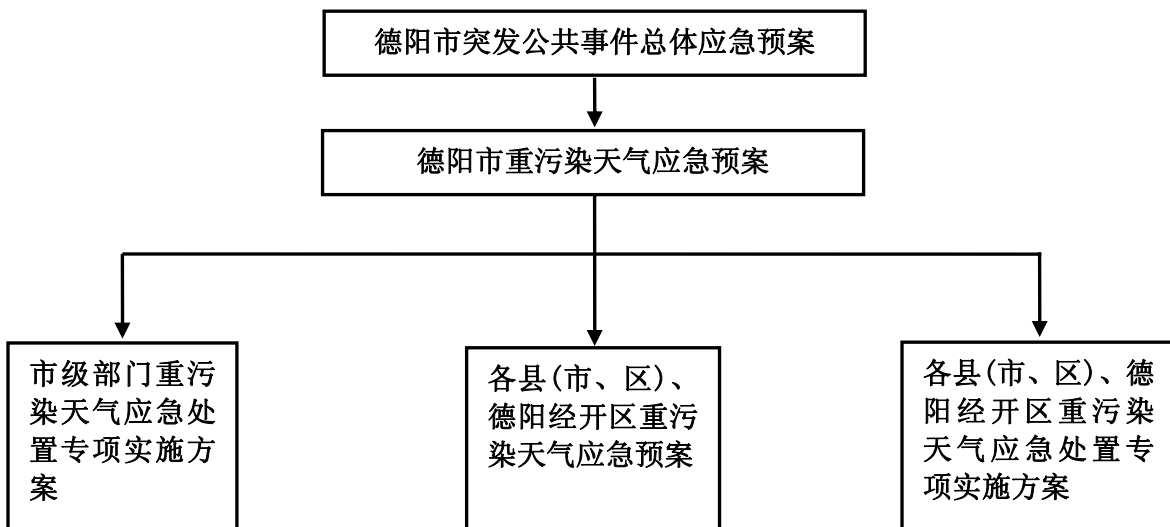 德阳市突发公共事件总体应急预案
德阳市重污染天气应急预案
市级部门重污
染天气应急处
置专项实施方
案
各县(市、区)、
德阳经开区重污
染天气应急预案
各县(市、区)、德
阳经开区重污染
天气应急处置专
项实施方案